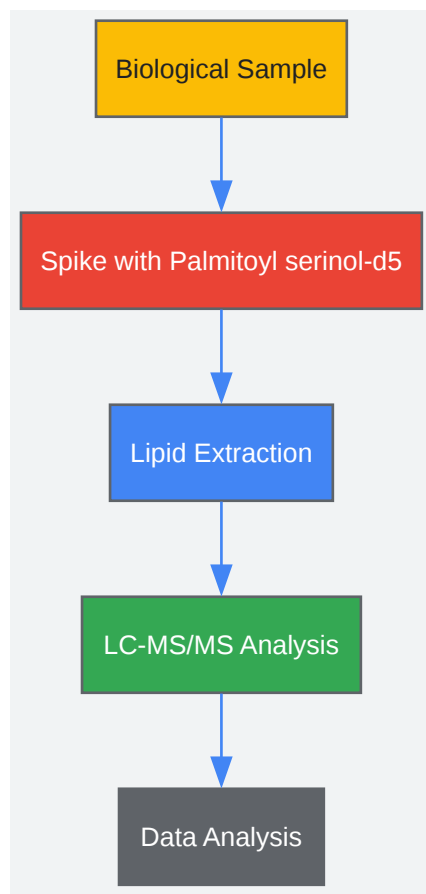 Biological Sample
Spike with Palmitoyl serinol-d5
Lipid Extraction
LC-MS/MS Analysis
Data Analysis